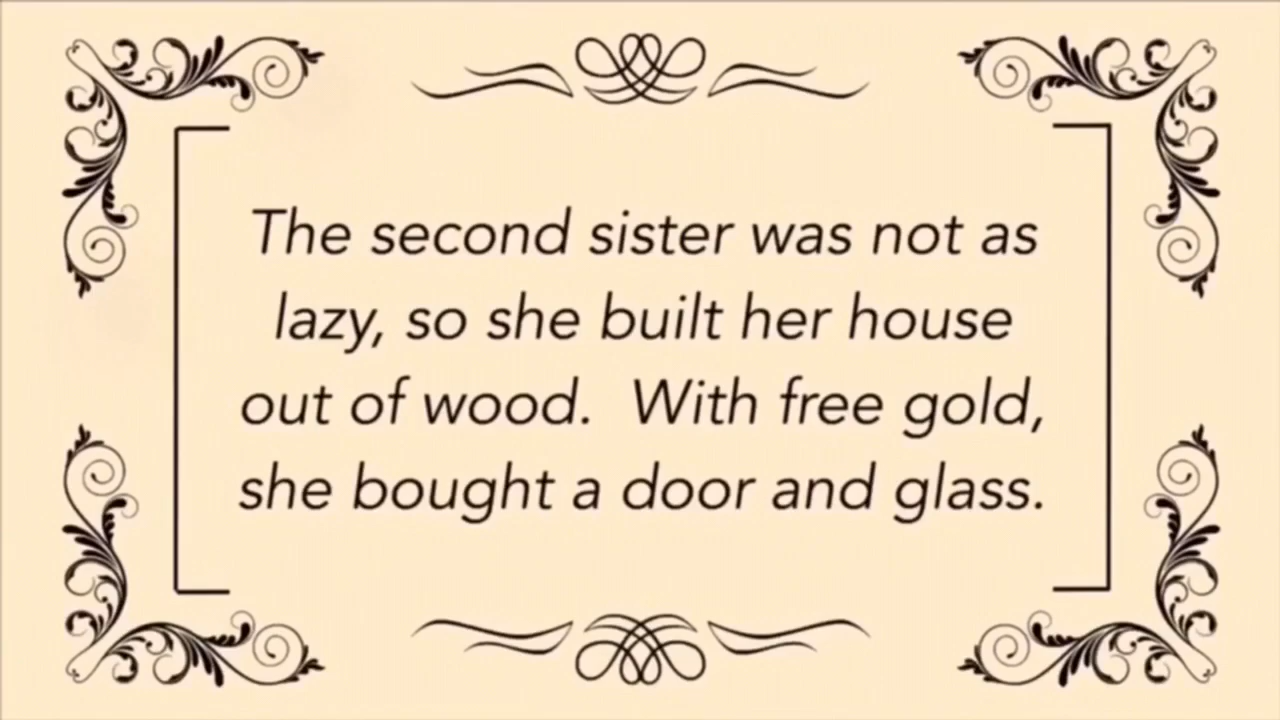 The second sister was not as
lazy, so she built her house
out of wood.  With free gold,
she bought a door and glass.